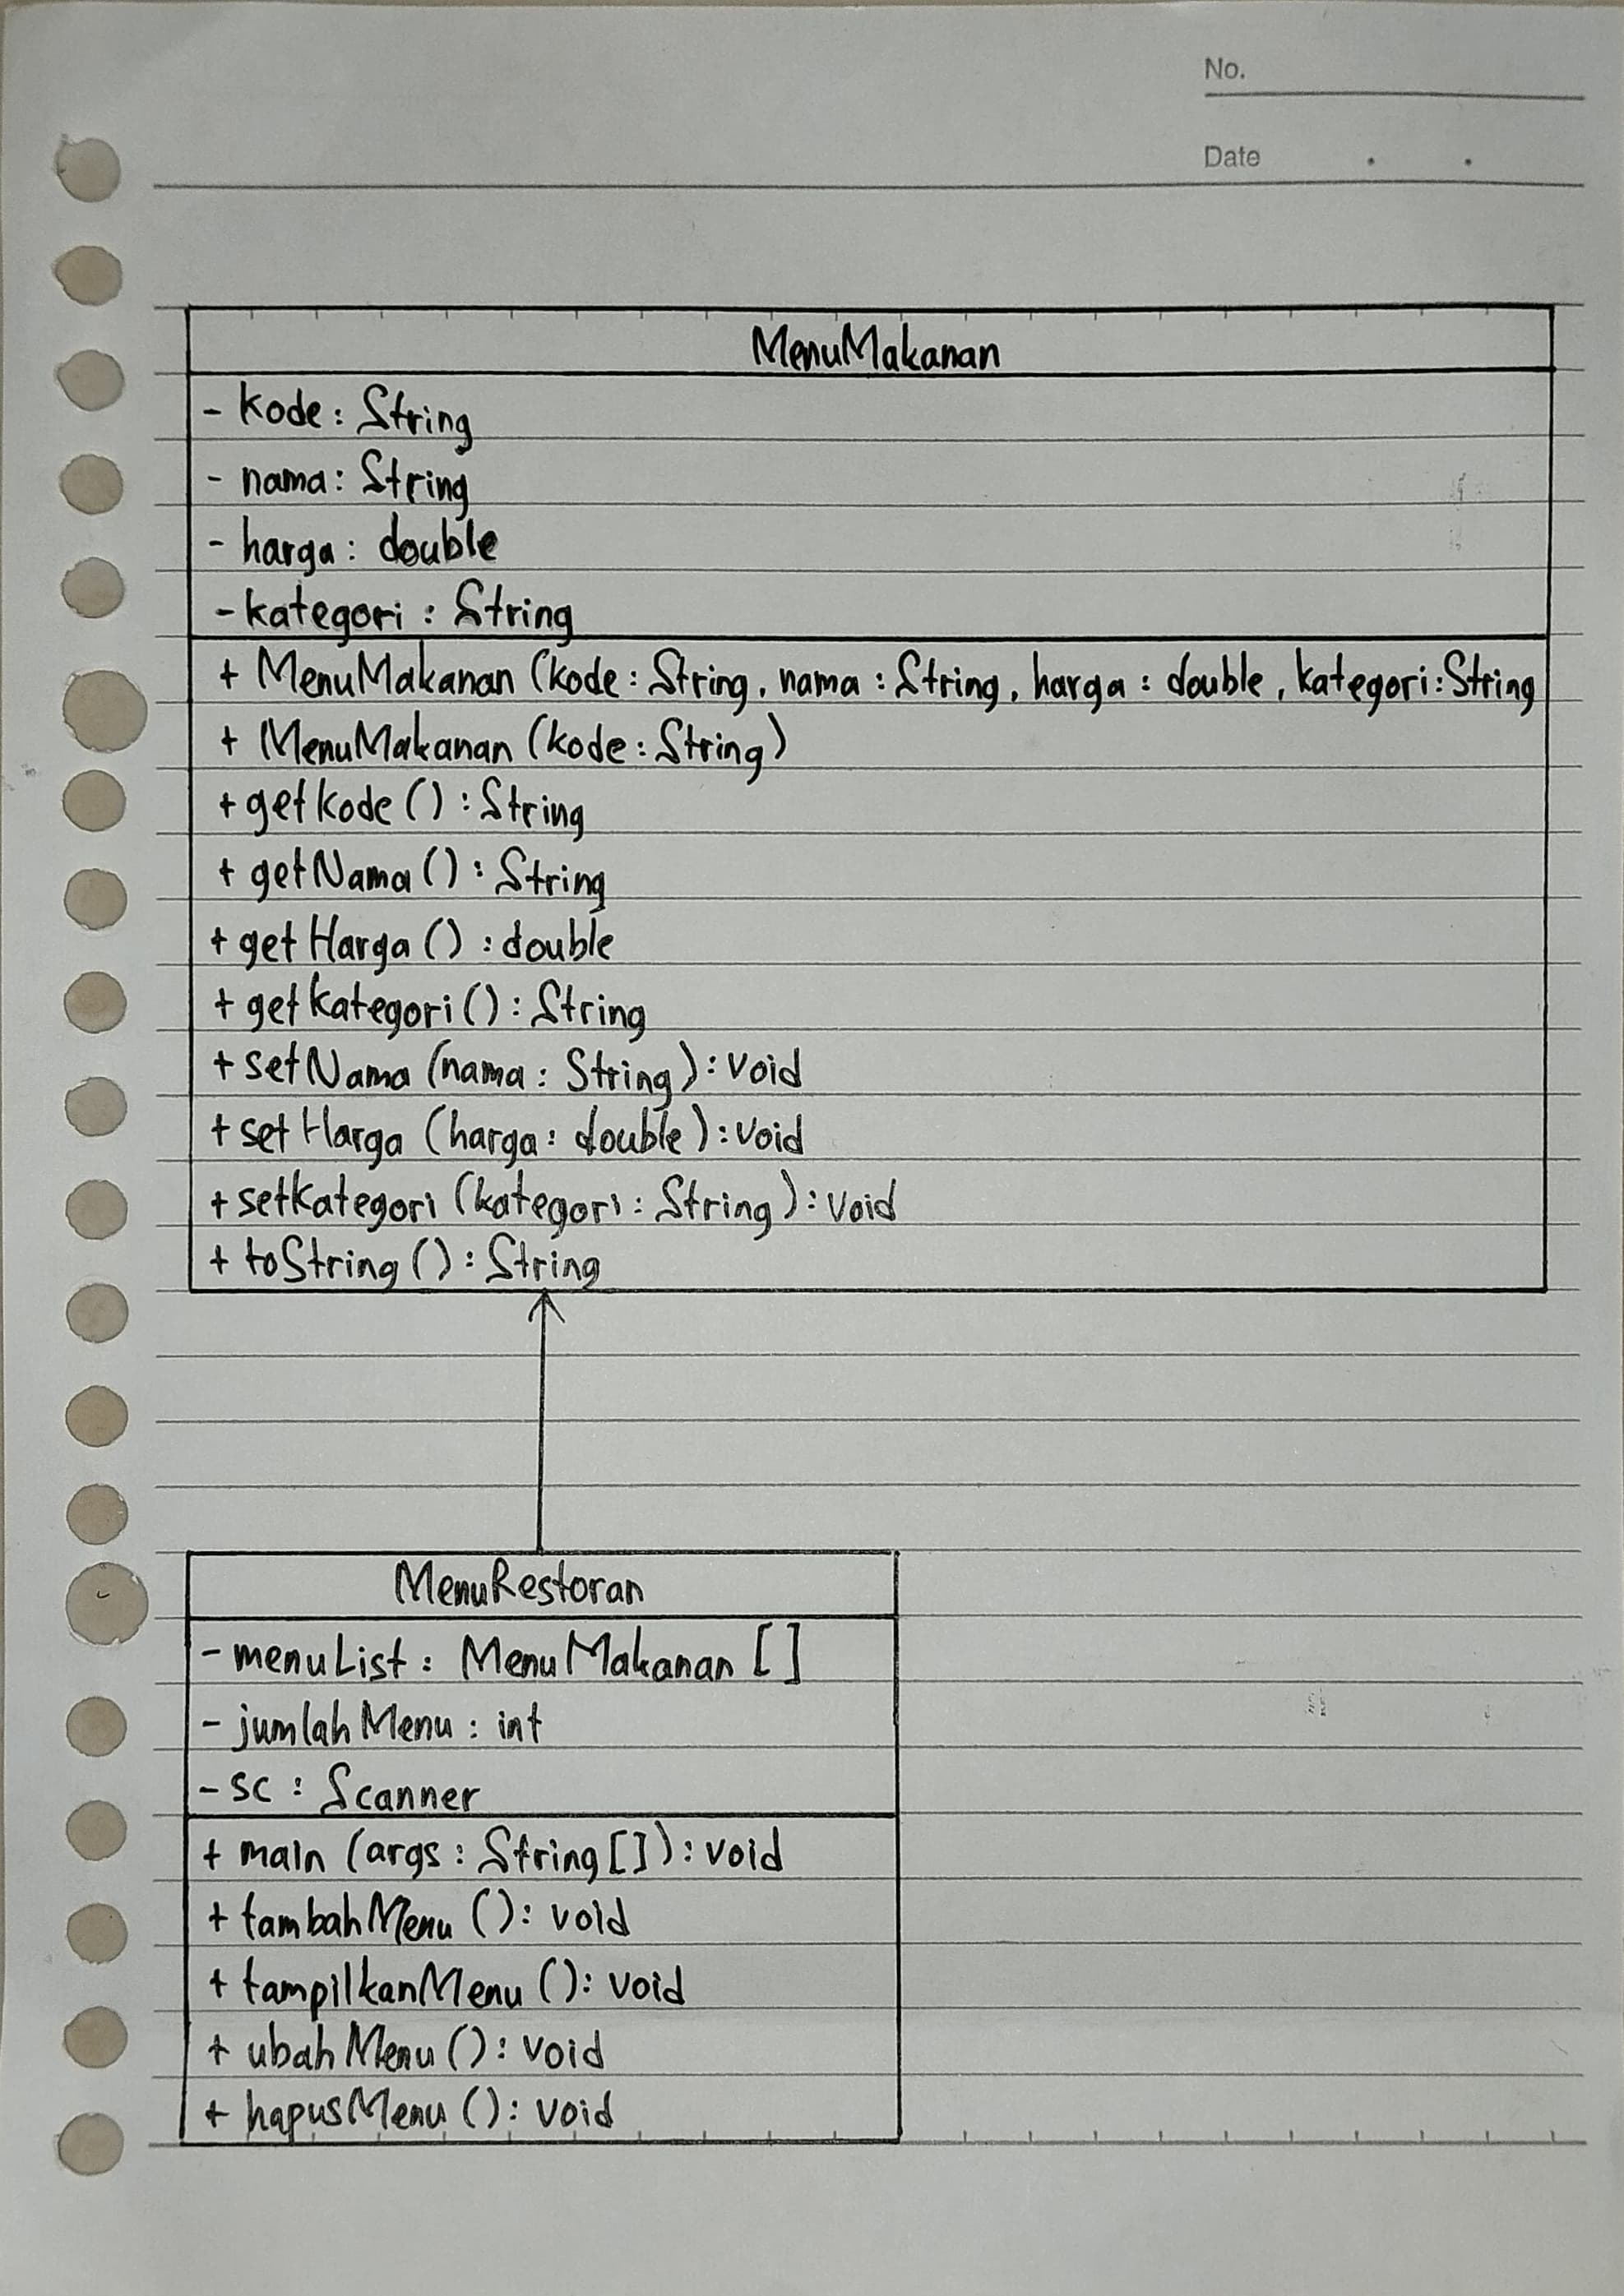 No.
Date
MenuMakanan
- kode : String
- nama : String
- harga : double
- kategori : String
+ MenuMakanan (kode : String, nama : String, harga : double, kategori : String
+ MenuMakanan (kode : String)
+ getKode () : String
+ getNama () : String
+ getHarga () : double
+ getKategori () : String
+ setNama (nama : String) : void
+ setHarga (harga : double) : void
+ setKategori (kategori : String) : void
+ toString () : String
MenuRestoran
- menuList : MenuMakanan []
- jumlahMenu : int
- sc : Scanner
+ main (args : String []) : void
+ tambahMenu () : void
+ tampilkanMenu () : void
+ ubahMenu () : void
+ hapusMenu () : void